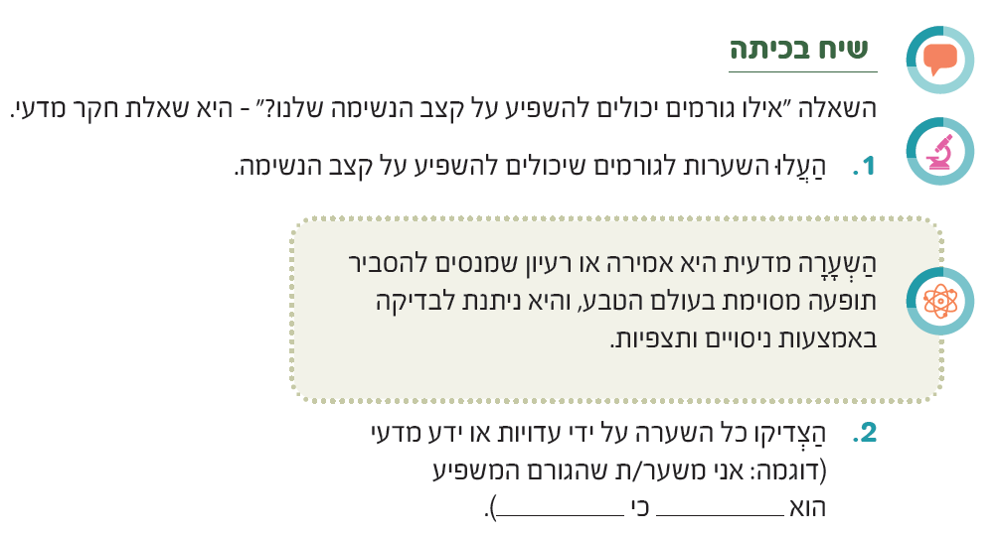 שיח בכיתה
השאלה "אילו גורמים יכולים להשפיע על קצב הנשימה שלנו?" - היא שאלת חקר מדעי.
1. הַעֲלוּ השערות לגורמים שיכולים להשפיע על קצב הנשימה.
הַשְעָרָה מדעית היא אמירה או רעיון שמנסים להסביר
תופעה מסוימת בעולם הטבע, והיא ניתנת לבדיקה
באמצעות ניסויים ותצפיות.
2. הַצְדיקו כל השערה על ידי עדויות או ידע מדעי
(דוגמה: אני משער/ת שהגורם המשפיע
הוא __________ כי __________).